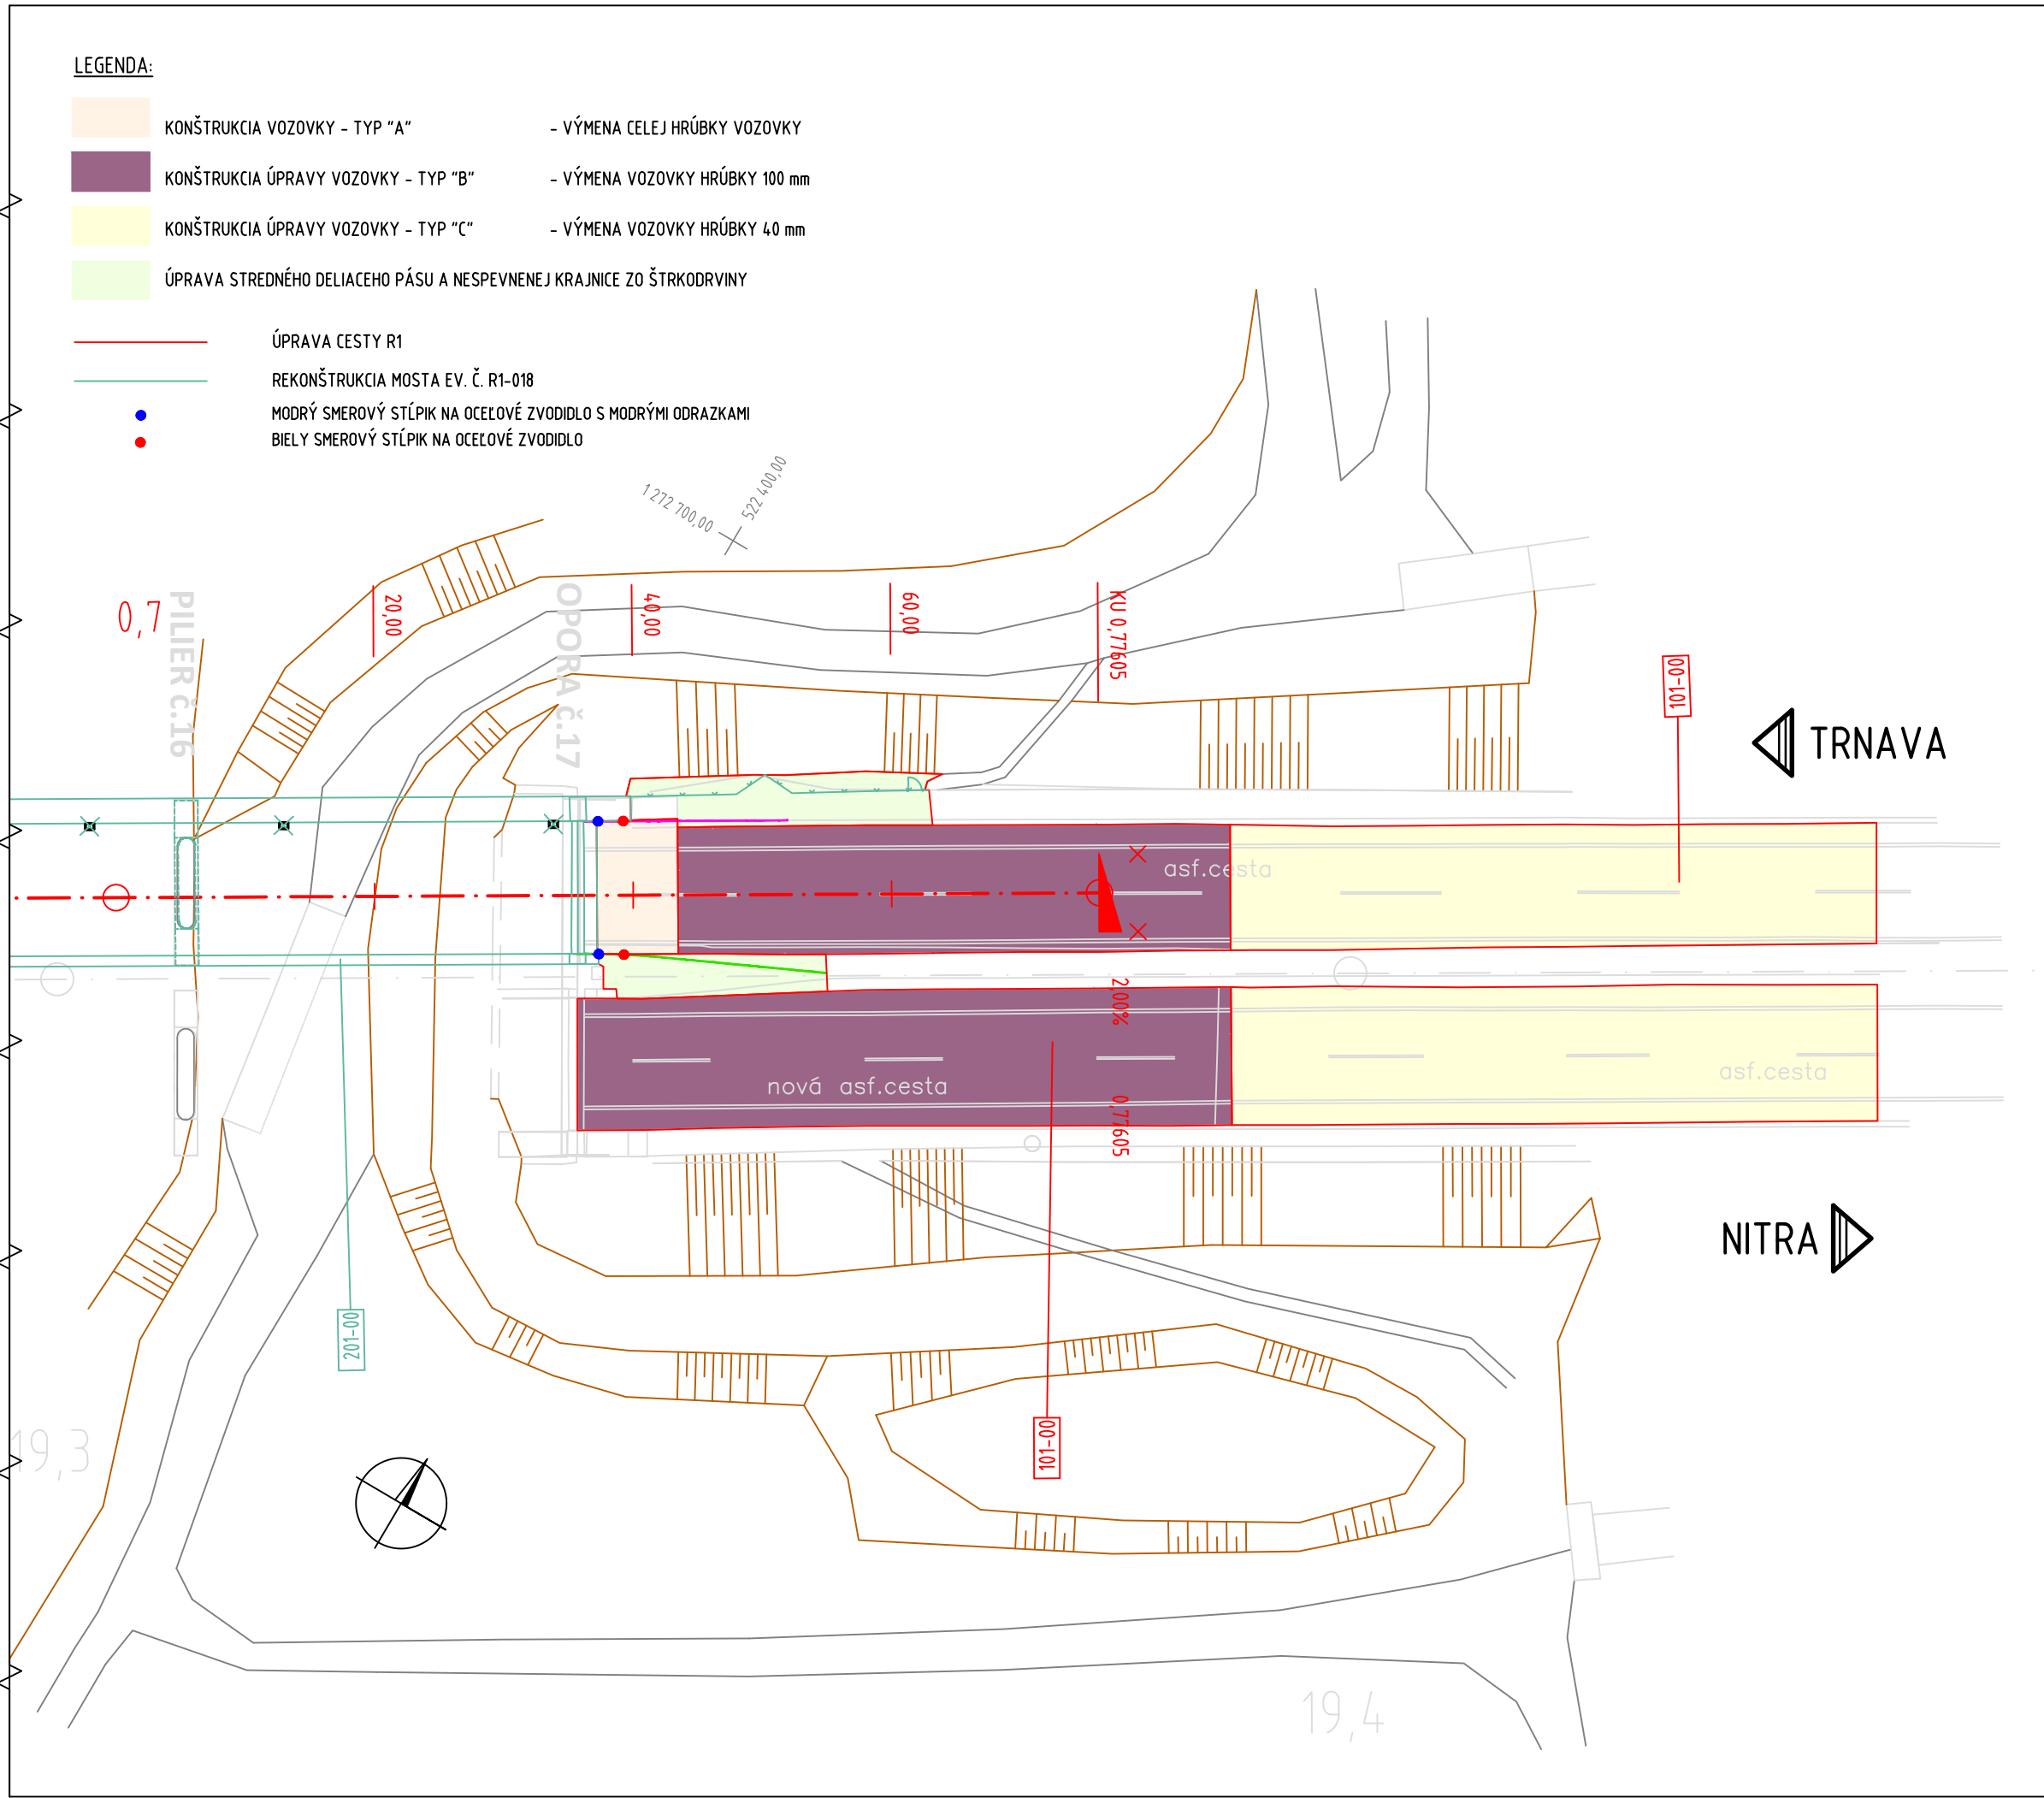 LEGENDA:
KONŠTRUKCIA VOZOVKY - TYP "A" - VÝMENA CELEJ HRÚBKY VOZOVKY
KONŠTRUKCIA ÚPRAVY VOZOVKY - TYP "B" - VÝMENA VOZOVKY HRÚBKY 100 mm
KONŠTRUKCIA ÚPRAVY VOZOVKY - TYP "C" - VÝMENA VOZOVKY HRÚBKY 40 mm
ÚPRAVA STREDNÉHO DELIACEHO PÁSU A NESPEVNENEJ KRAJNICE ZO ŠTRKODRVINY
ÚPRAVA CESTY R1
REKONŠTRUKCIA MOSTA EV. Č. R1-018
MODRÝ SMEROVÝ STĹPIK NA OCEĽOVÉ ZVODIDLO S MODRÝMI ODRAZKAMI
BIELY SMEROVÝ STĹPIK NA OCEĽOVÉ ZVODIDLO
1 272 700,00
522 400,00
0,7
PILIER č.16
20,00
OPORA č.17
40,00
60,00
KU 0,77605
101-00
TRNAVA
asf.cesta
2,00%
nová asf.cesta
asf.cesta
0,77605
NITRA
201-00
101-00
19,3
19,4